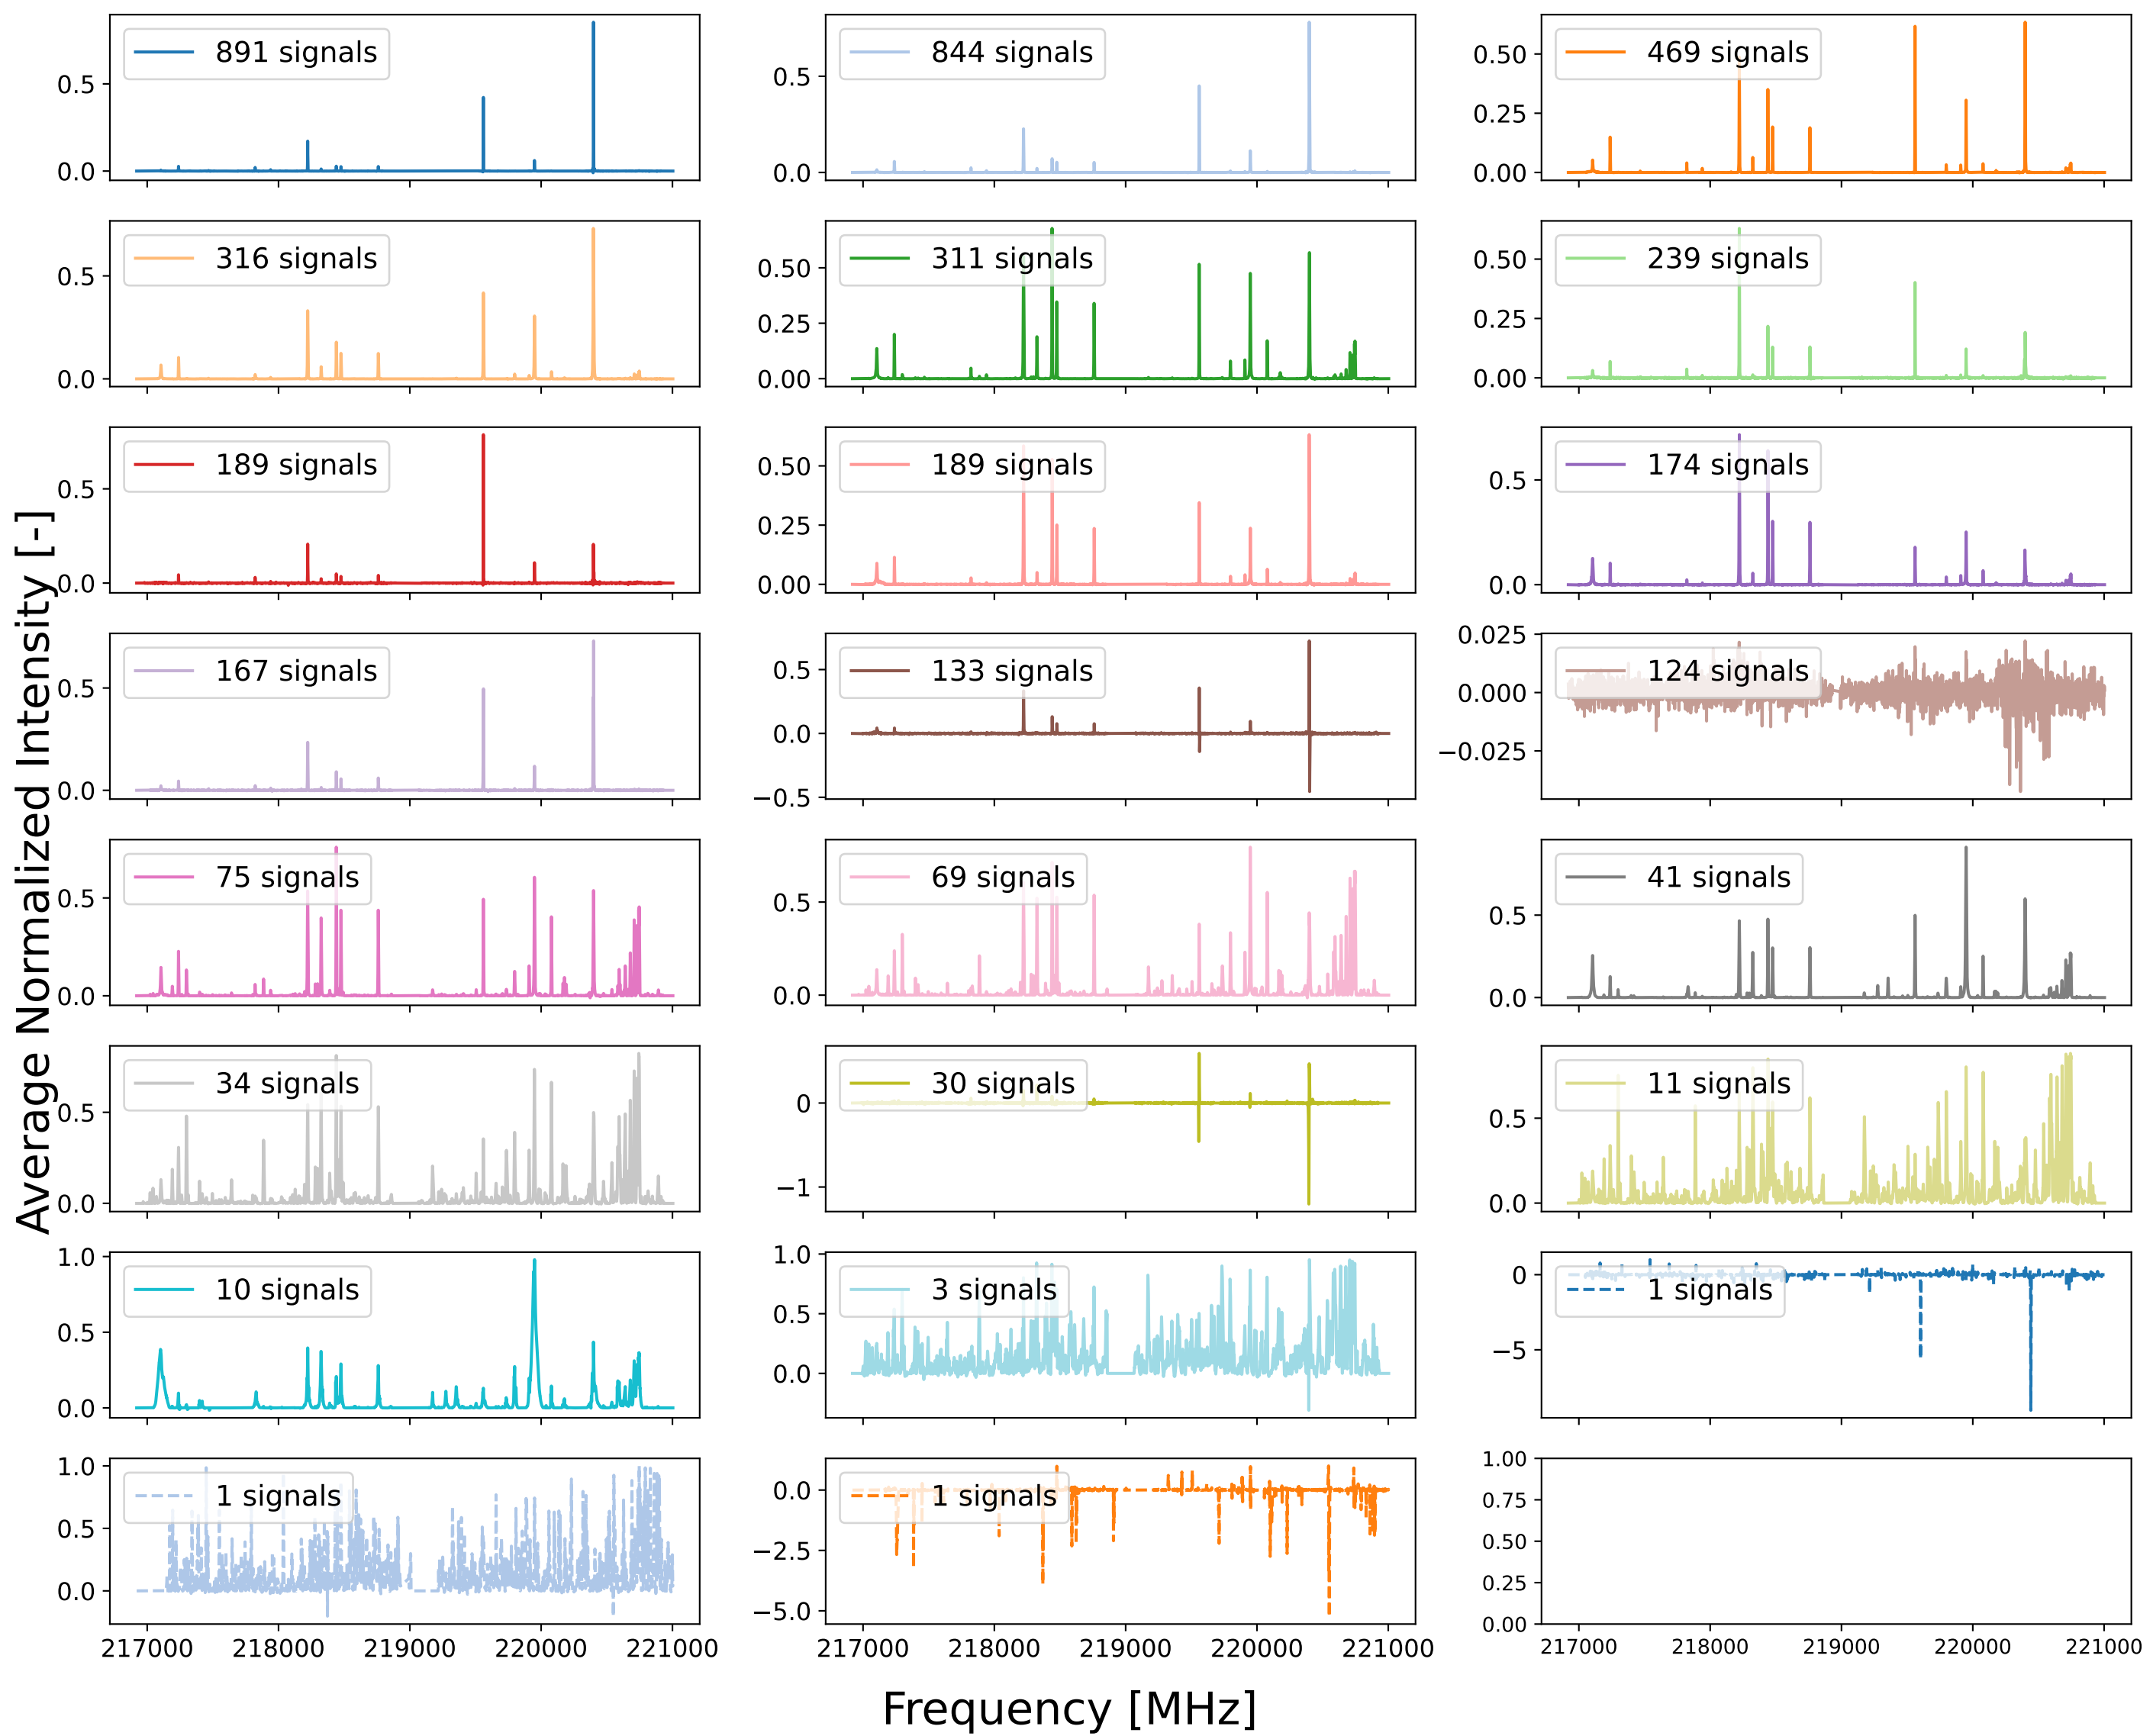 Average Normalized Intensity [-]
891 signals
0.5
0.0
844 signals
0.5
0.0
469 signals
0.50
0.25
0.00
316 signals
0.5
0.0
311 signals
0.50
0.25
0.00
239 signals
0.50
0.25
0.00
189 signals
0.5
0.0
189 signals
0.50
0.25
0.00
174 signals
0.5
0.0
167 signals
0.5
0.0
133 signals
0.5
0.0
−0.5
124 signals
0.025
0.000
−0.025
75 signals
0.5
0.0
69 signals
0.5
0.0
41 signals
0.5
0.0
34 signals
0.5
0.0
30 signals
0
−1
11 signals
0.5
0.0
10 signals
1.0
0.5
0.0
3 signals
1.0
0.5
0.0
1 signals
0
−5
1 signals
1.0
0.5
0.0
217000 218000 219000 220000 221000
1 signals
0.0
−2.5
−5.0
217000 218000 219000 220000 221000
1.00
0.75
0.50
0.25
0.00
217000 218000 219000 220000 221000
Frequency [MHz]